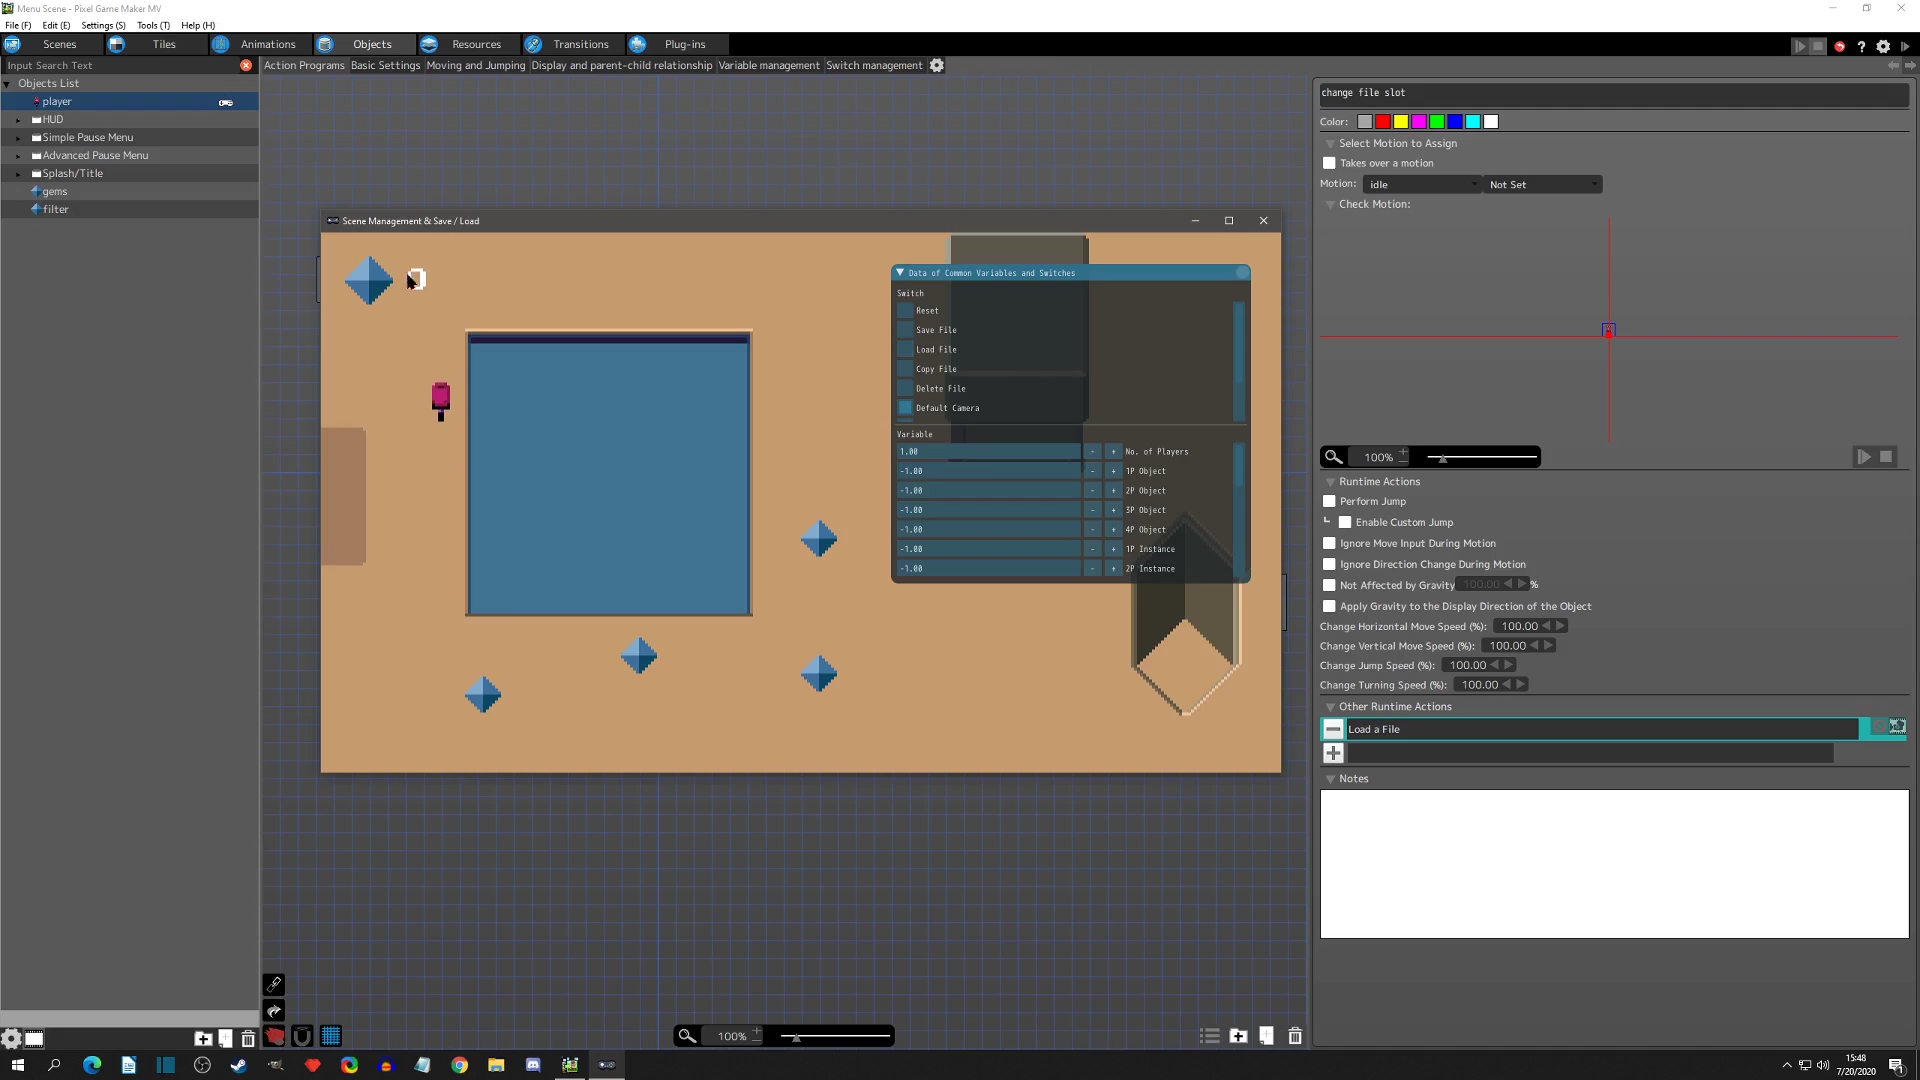 Menu Scene - Pixel Game Maker MV
File (F) Edit (E) Settings (S) Tools (T) Help (H)
Scenes Tiles Animations Objects Resources Transitions Plug-ins
Input Search Text
Action Programs Basic Settings Moving and Jumping Display and parent-child relationship Variable management Switch management
Objects List
player
HUD
Simple Pause Menu
Advanced Pause Menu
Splash/Title
gems
filter
Scene Management & Save / Load
0
Data of Common Variables and Switches
Switch
Reset
Save File
Load File
Copy File
Delete File
Default Camera
Variable
1.00 - + No. of Players
-1.00 - + 1P Object
-1.00 - + 2P Object
-1.00 - + 3P Object
-1.00 - + 4P Object
-1.00 - + 1P Instance
-1.00 - + 2P Instance
100%
change file slot
Color:
Select Motion to Assign
Takes over a motion
Motion: idle Not Set
Check Motion:
100%
Runtime Actions
Perform Jump
Enable Custom Jump
Ignore Move Input During Motion
Ignore Direction Change During Motion
Not Affected by Gravity 100.00 %
Apply Gravity to the Display Direction of the Object
Change Horizontal Move Speed (%): 100.00
Change Vertical Move Speed (%): 100.00
Change Jump Speed (%): 100.00
Change Turning Speed (%): 100.00
Other Runtime Actions
Load a File
Notes
15:48
7/20/2020